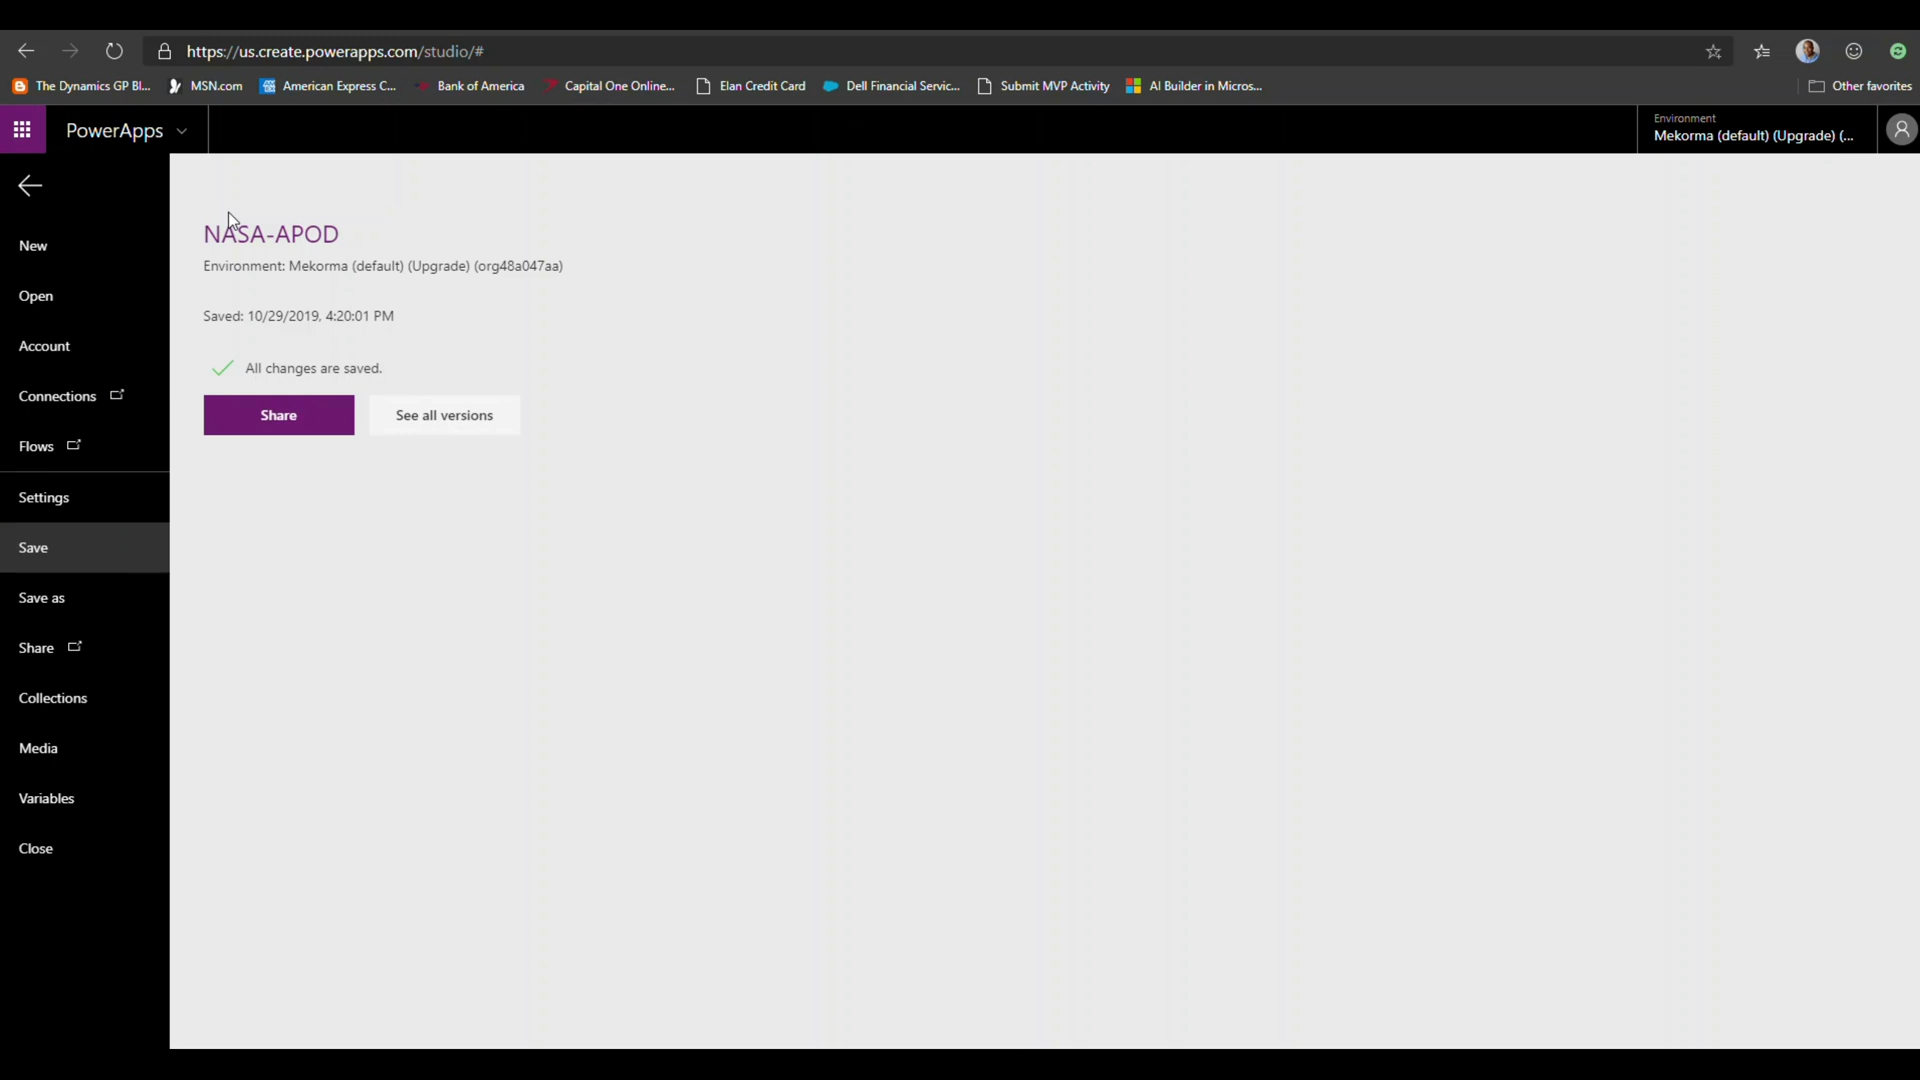 https://us.create.powerapps.com/studio/#
The Dynamics GP Bl... MSN.com American Express C... Bank of America Capital One Online... Elan Credit Card Dell Financial Servic... Submit MVP Activity AI Builder in Micros... Other favorites
PowerApps
Environment
Mekorma (default) (Upgrade) (...
New
Open
Account
Connections
Flows
Settings
Save
Save as
Share
Collections
Media
Variables
Close
NASA-APOD
Environment: Mekorma (default) (Upgrade) (org48a047aa)
Saved: 10/29/2019, 4:20:01 PM
All changes are saved.
Share See all versions